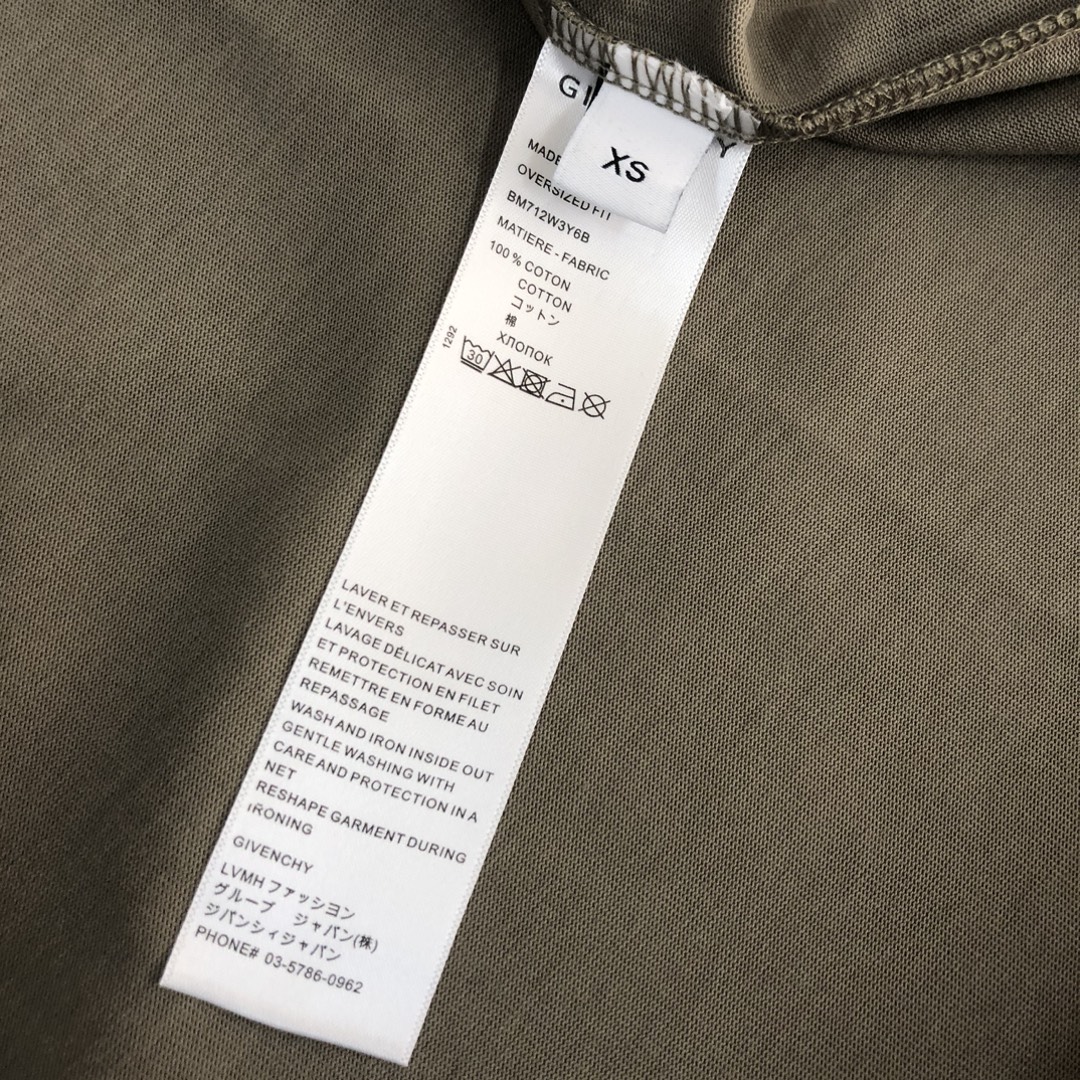 XS
OVERSIZED FIT
BM712W3Y6B
MATIERE - FABRIC
100% COTON
COTTON
コットン
棉
ХЛОПОК
1292
30
LAVER ET REPASSER SUR
L'ENVERS
LAVAGE DÉLICAT AVEC SOIN
ET PROTECTION EN FILET
REMETTRE EN FORME AU
REPASSAGE
WASH AND IRON INSIDE OUT
GENTLE WASHING WITH
CARE AND PROTECTION IN A
NET
RESHAPE GARMENT DURING
IRONING
GIVENCHY
LVMH ファッション
グループ ジャパン(株)
ジバンシィジャパン
PHONE# 03-5786-0962